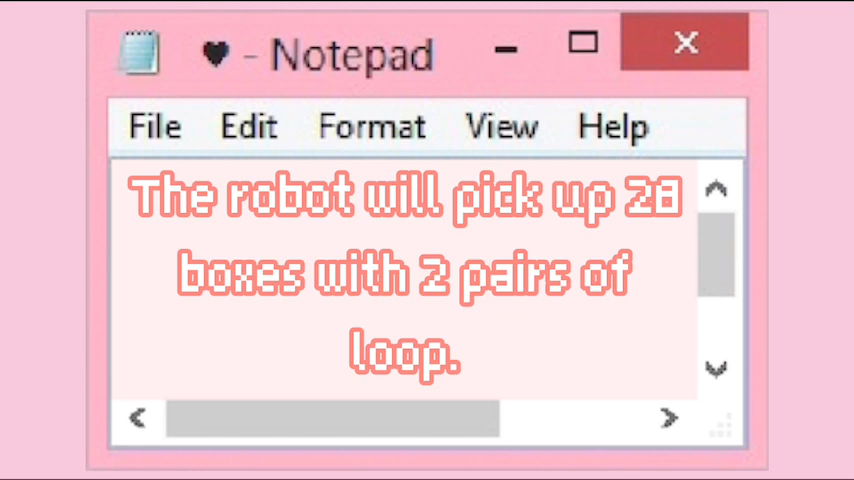 ♥ - Notepad
File Edit Format View Help
The robot will pick up 28
boxes with 2 pairs of
loop.